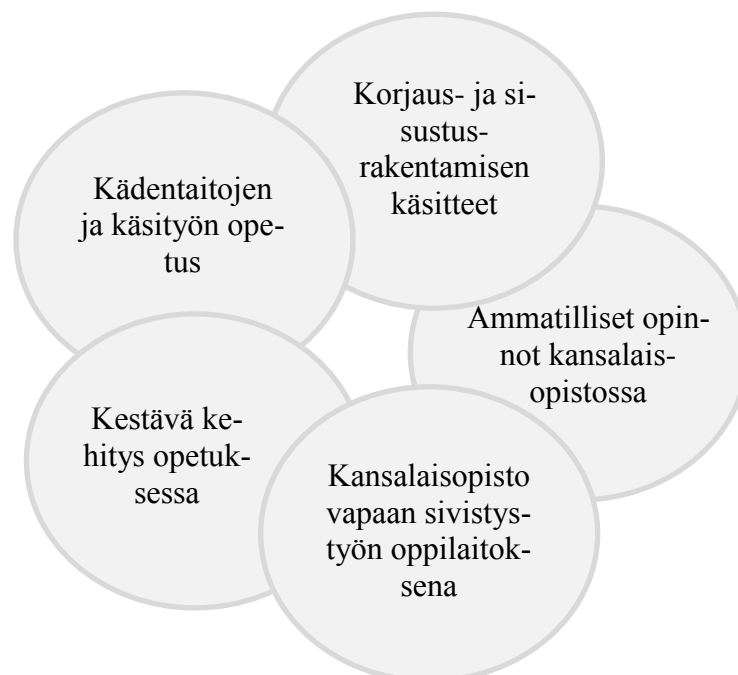 Korjaus- ja si-
sustus-
rakentamisen
käsitteet
Kädentaitojen
ja käsityön ope-
tus
Ammatilliset opin-
not kansalais-
opistossa
Kestävä ke-
hitys opetuk-
sessa
Kansalaisopisto
vapaan sivistys-
työn oppilaitok-
sena